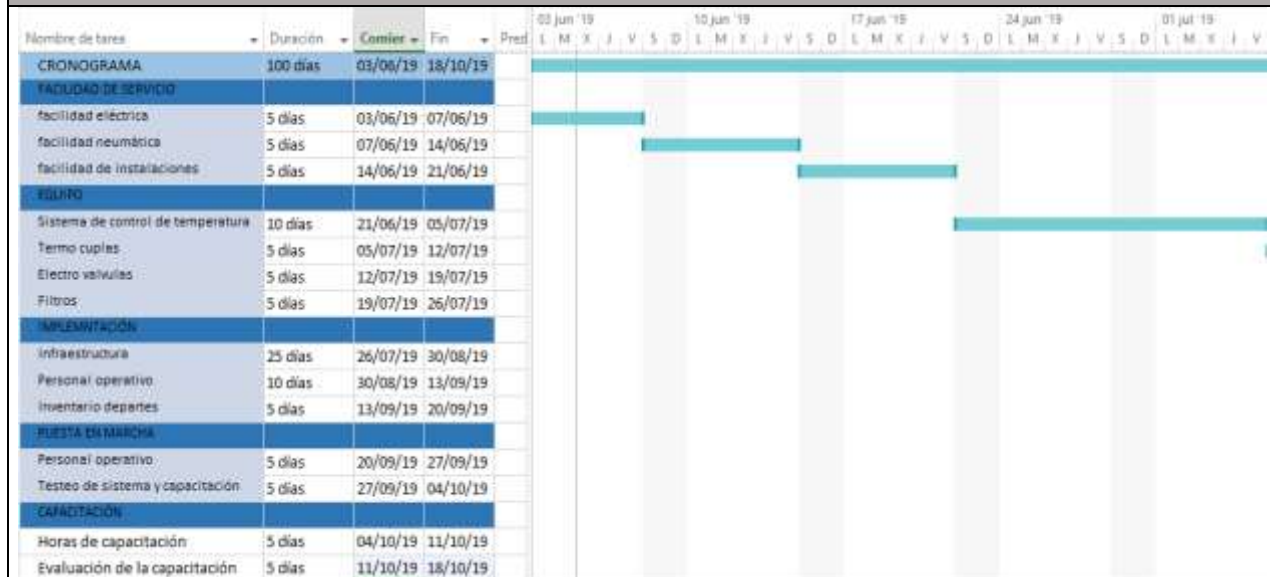 Nombre de tarea Duración Comier Fin Pred 03 jun '19 10 jun '19 17 jun '19 24 jun '19 01 jul '19
L M X J V S D L M X J V S D L M X J V S D L M X J V S D L M X J V
CRONOGRAMA 100 días 03/06/19 18/10/19
FACILIDAD DE SERVICIO
facilidad eléctrica 5 días 03/06/19 07/06/19
facilidad neumática 5 días 07/06/19 14/06/19
facilidad de instalaciones 5 días 14/06/19 21/06/19
EQUIPO
Sistema de control de temperatura 10 días 21/06/19 05/07/19
Termo cuplas 5 días 05/07/19 12/07/19
Electro valvulas 5 días 12/07/19 19/07/19
Filtros 5 días 19/07/19 26/07/19
IMPLEMNTACIÓN
Infraestructura 25 días 26/07/19 30/08/19
Personal operativo 10 días 30/08/19 13/09/19
Inventario departes 5 días 13/09/19 20/09/19
PUESTA EN MARCHA
Personal operativo 5 días 20/09/19 27/09/19
Testeo de sistema y capacitación 5 días 27/09/19 04/10/19
CAPACITACIÓN
Horas de capacitación 5 días 04/10/19 11/10/19
Evaluación de la capacitación 5 días 11/10/19 18/10/19